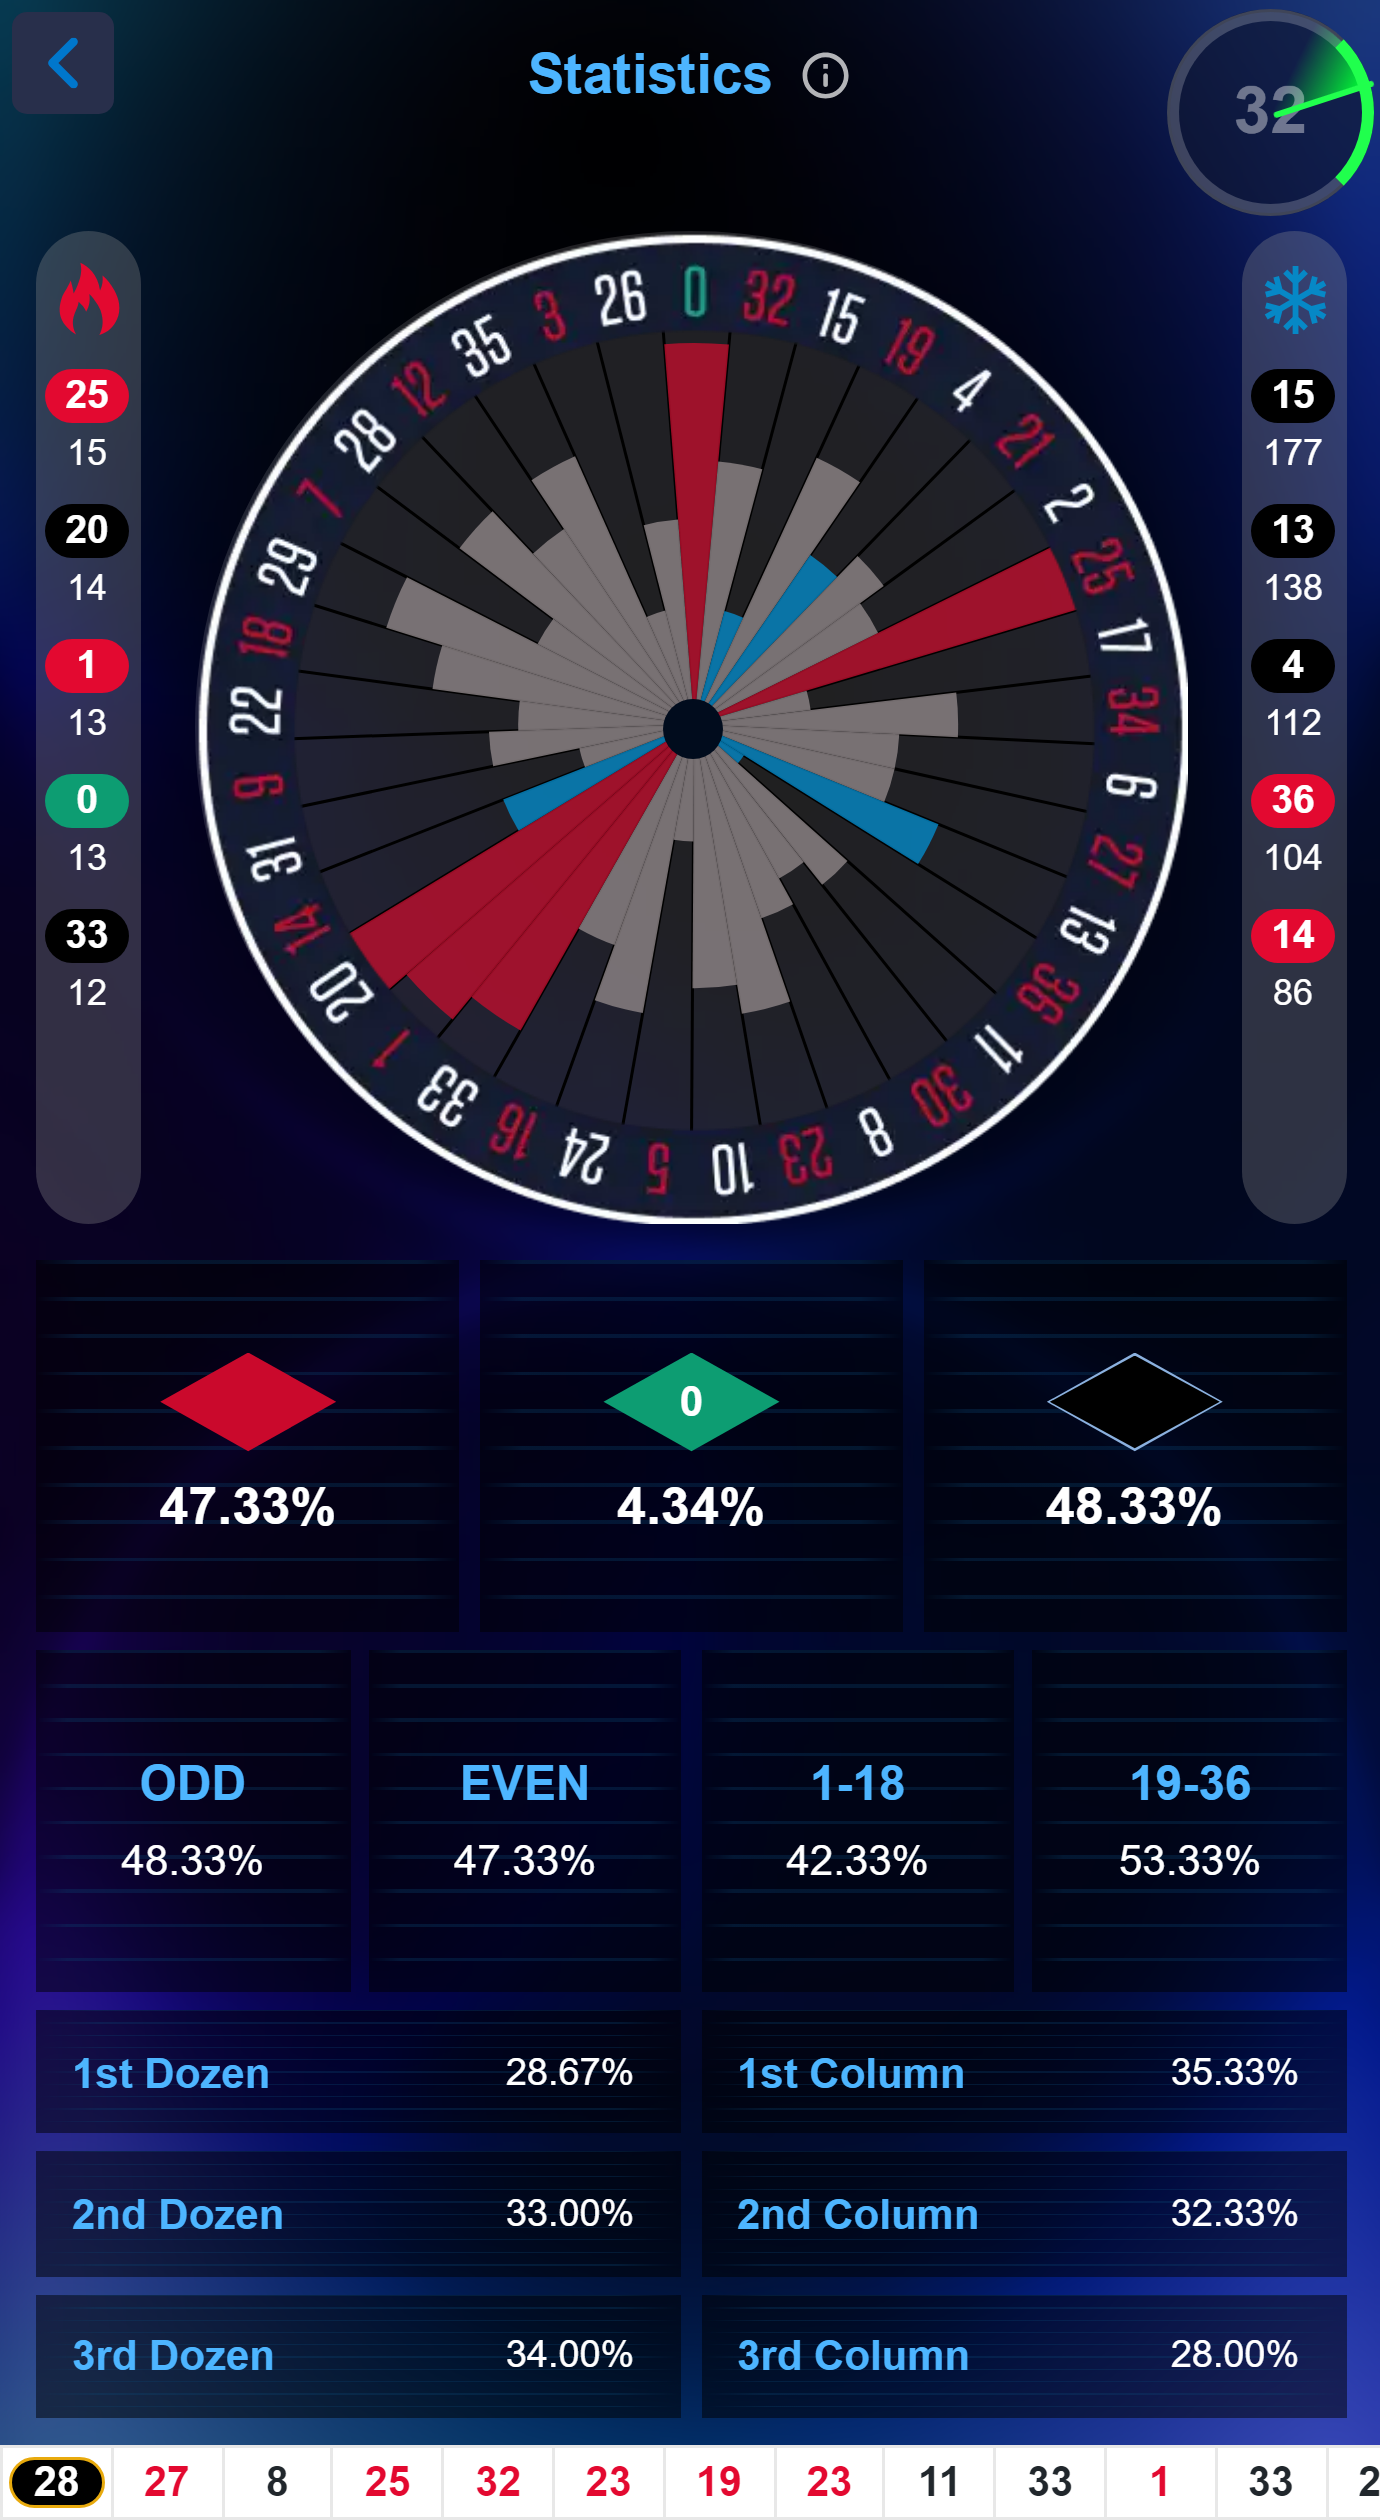 Statistics
32
25
15
20
14
1
13
0
13
33
12
0 32 15 19 4 21 2 25 17 34 6 27 13 36 11 30 8 23 10 5 24 16 33 1 20 14 31 9 22 18 29 7 28 12 35 3 26
15
177
13
138
4
112
36
104
14
86
0
47.33% 4.34% 48.33%
ODD EVEN 1-18 19-36
48.33% 47.33% 42.33% 53.33%
1st Dozen 28.67% 1st Column 35.33%
2nd Dozen 33.00% 2nd Column 32.33%
3rd Dozen 34.00% 3rd Column 28.00%
28 27 8 25 32 23 19 23 11 33 1 33